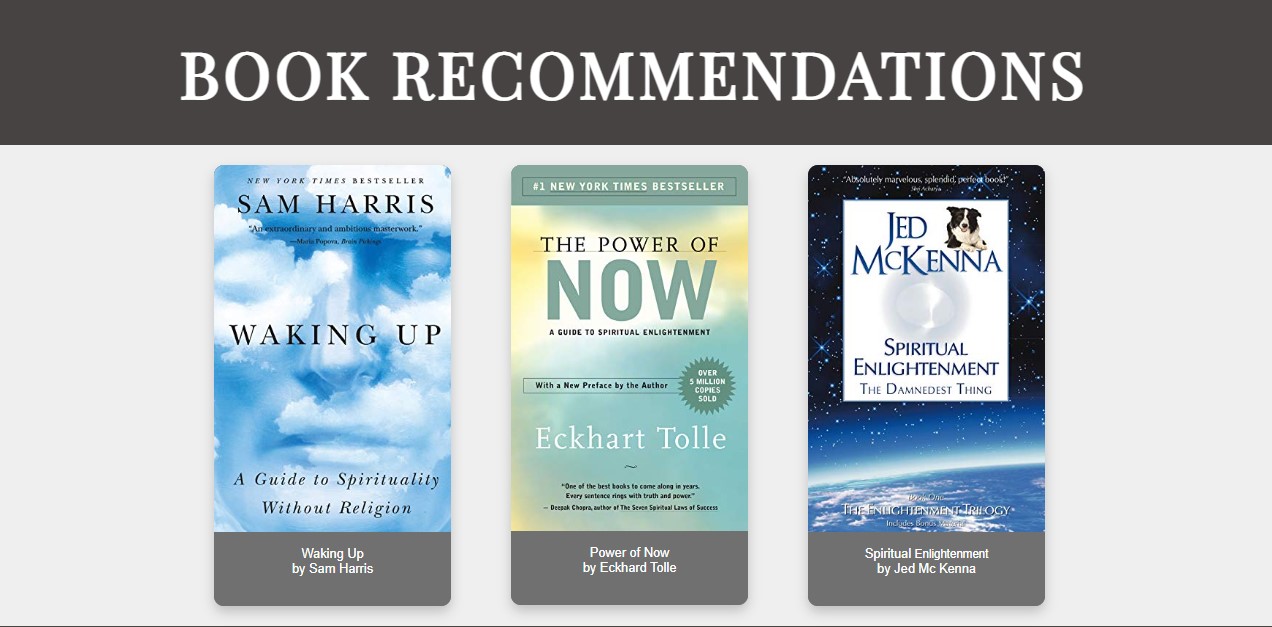 BOOK RECOMMENDATIONS
NEW YORK TIMES BESTSELLER
SAM HARRIS
"An extraordinary and ambitious masterwork."
—Maria Popova, Brain Pickings
WAKING UP
A Guide to Spirituality
Without Religion
Waking Up
by Sam Harris
#1 NEW YORK TIMES BESTSELLER
THE POWER OF
NOW
A GUIDE TO SPIRITUAL ENLIGHTENMENT
With a New Preface by the Author
OVER
5 MILLION
COPIES
SOLD
Eckhart Tolle
"One of the best books to come along in years.
Every sentence rings with truth and power."
— Deepak Chopra, author of The Seven Spiritual Laws of Success
Power of Now
by Eckhard Tolle
"Absolutely marvelous, splendid, perfect book!"
Shri Acharya
JED
MCKENNA
SPIRITUAL
ENLIGHTENMENT
THE DAMNEDEST THING
Book One
THE ENLIGHTENMENT TRILOGY
Includes Bonus Material
Spiritual Enlightenment
by Jed Mc Kenna